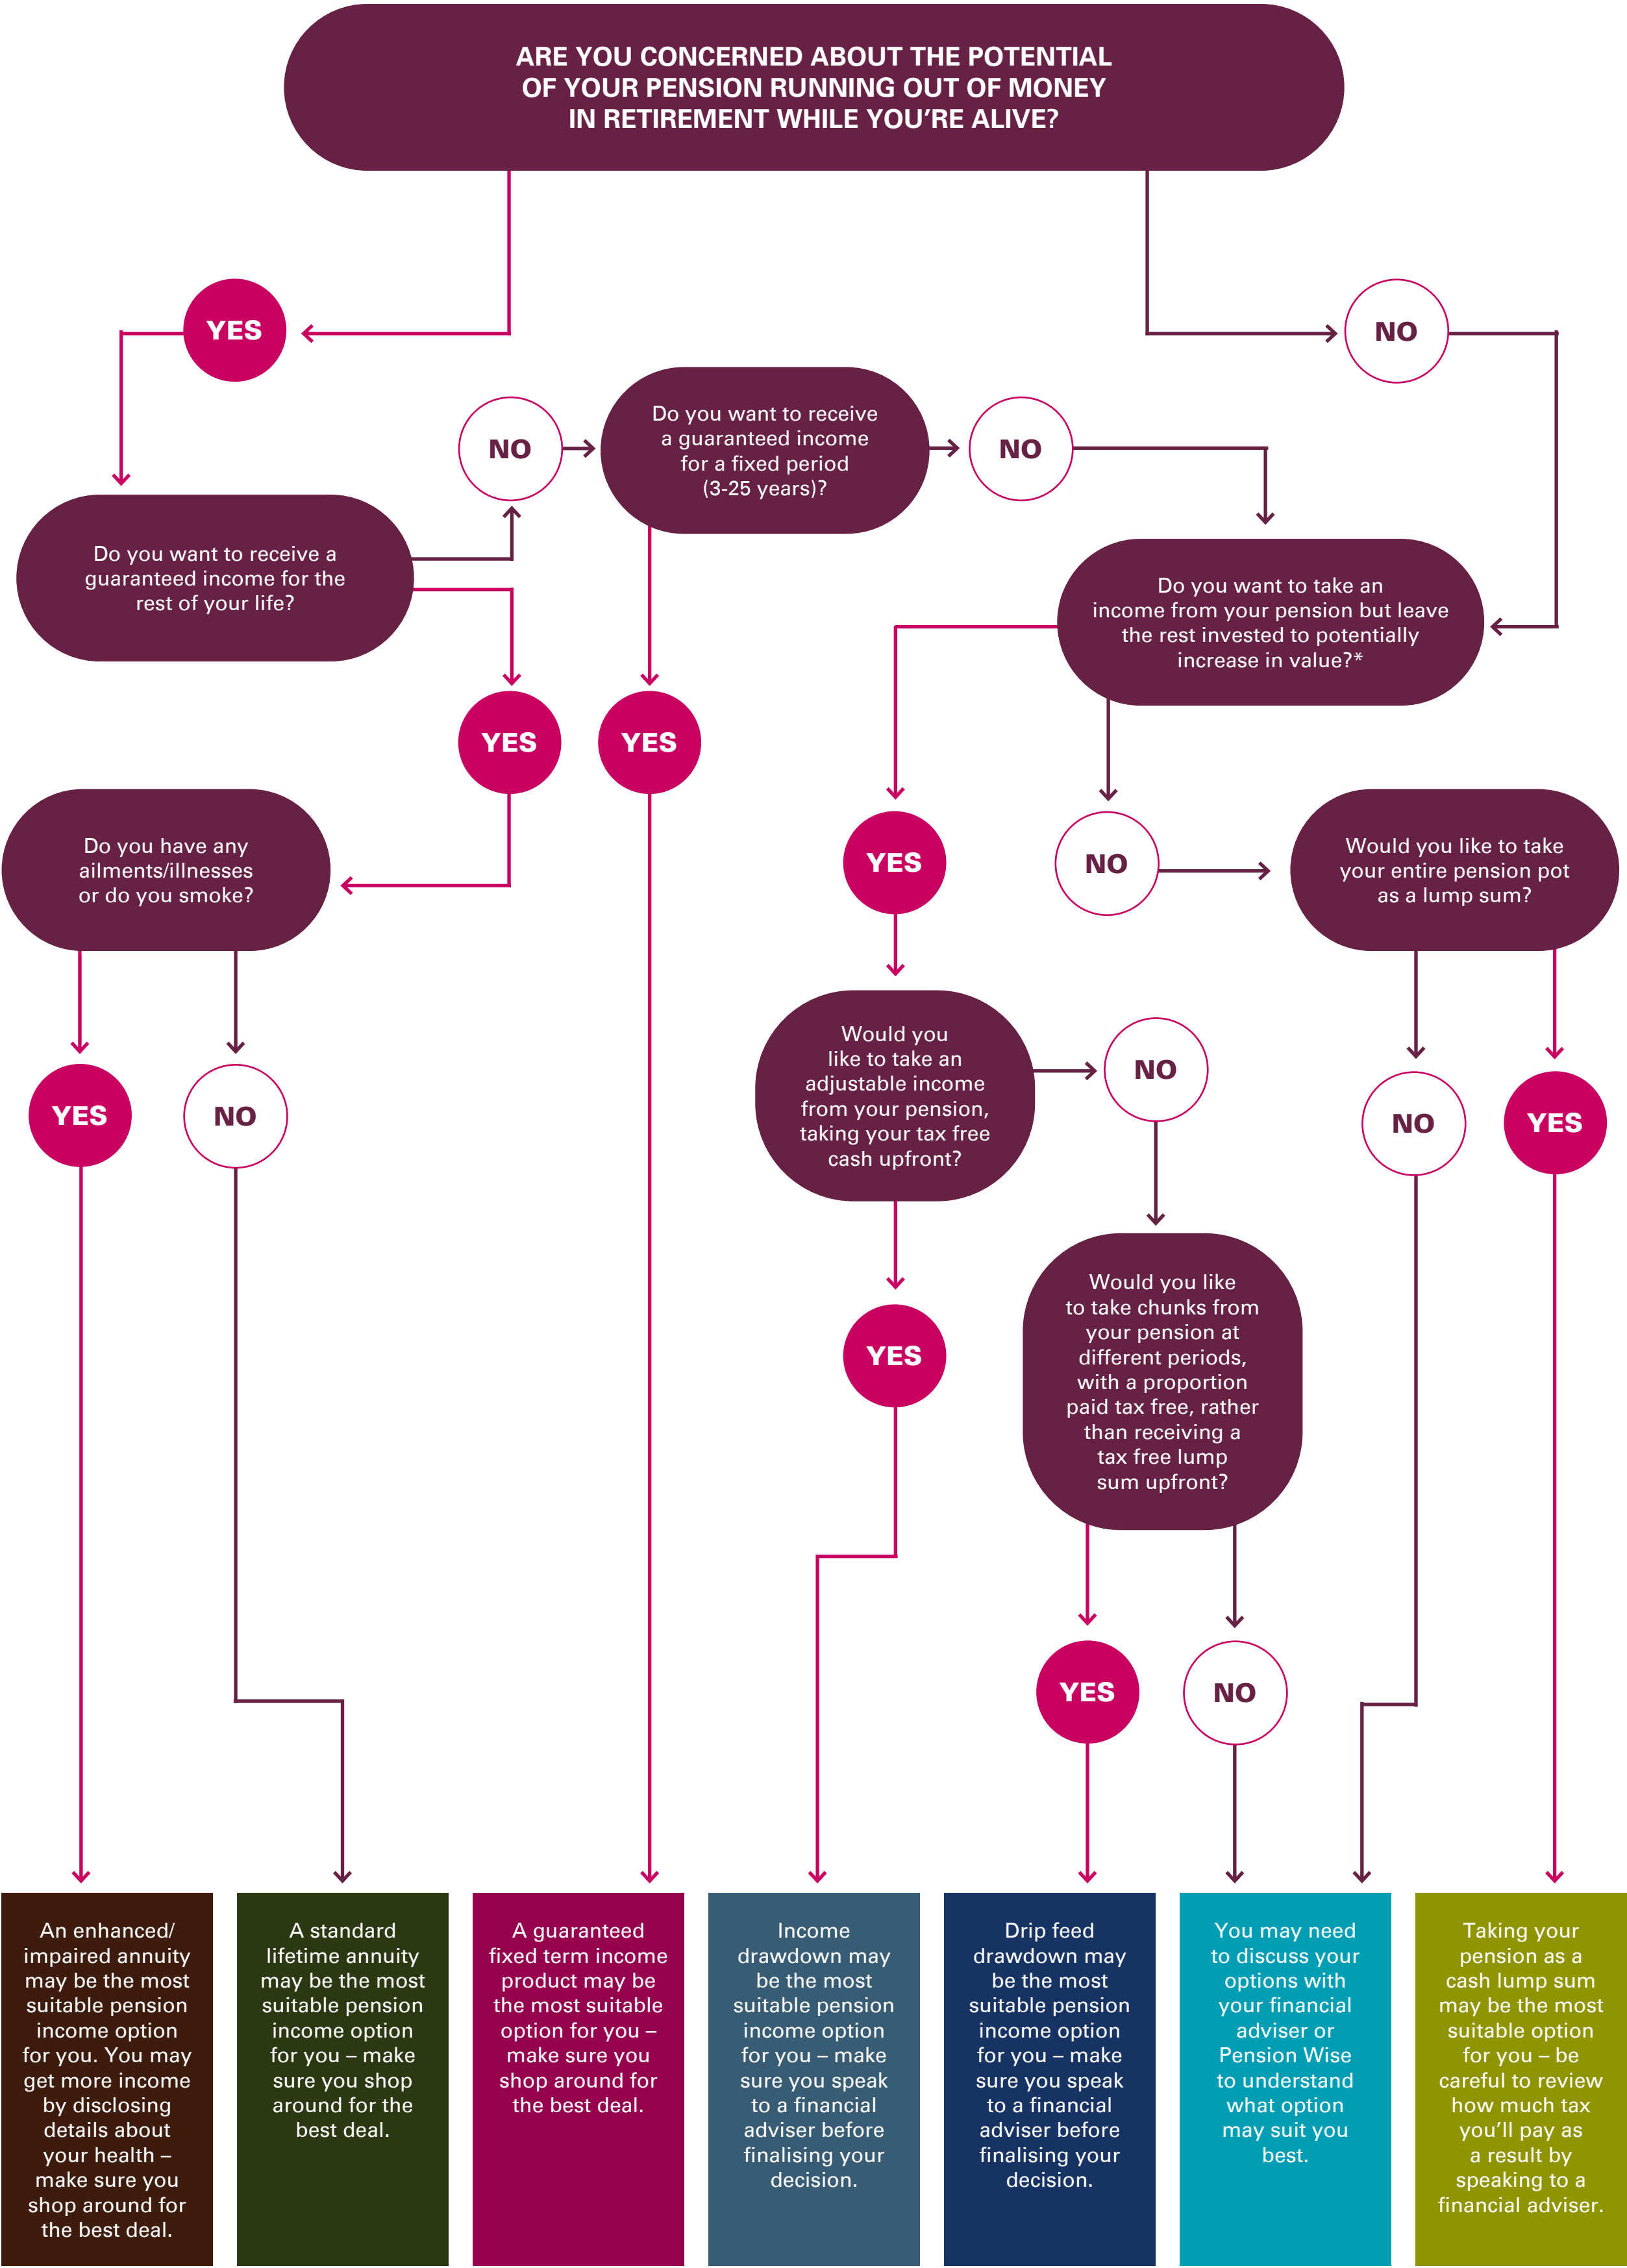 ARE YOU CONCERNED ABOUT THE POTENTIAL
OF YOUR PENSION RUNNING OUT OF MONEY
IN RETIREMENT WHILE YOU'RE ALIVE?
YES
NO
Do you want to receive
a guaranteed income
for a fixed period
(3-25 years)?
NO
NO
Do you want to receive a
guaranteed income for the
rest of your life?
Do you want to take an
income from your pension but leave
the rest invested to potentially
increase in value?*
YES
YES
Do you have any
ailments/illnesses
or do you smoke?
YES
NO
Would you like to take
your entire pension pot
as a lump sum?
Would you
like to take an
adjustable income
from your pension,
taking your tax free
cash upfront?
NO
YES
NO
NO
YES
Would you like
to take chunks from
your pension at
different periods,
with a proportion
paid tax free, rather
than receiving a
tax free lump
sum upfront?
YES
YES
NO
An enhanced/
impaired annuity
may be the most
suitable pension
income option
for you. You may
get more income
by disclosing
details about
your health –
make sure you
shop around for
the best deal.
A standard
lifetime annuity
may be the most
suitable pension
income option
for you – make
sure you shop
around for the
best deal.
A guaranteed
fixed term income
product may be
the most suitable
option for you –
make sure you
shop around for
the best deal.
Income
drawdown may
be the most
suitable pension
income option
for you – make
sure you speak
to a financial
adviser before
finalising your
decision.
Drip feed
drawdown may
be the most
suitable pension
income option
for you – make
sure you speak
to a financial
adviser before
finalising your
decision.
You may need
to discuss your
options with
your financial
adviser or
Pension Wise
to understand
what option
may suit you
best.
Taking your
pension as a
cash lump sum
may be the most
suitable option
for you – be
careful to review
how much tax
you'll pay as
a result by
speaking to a
financial adviser.